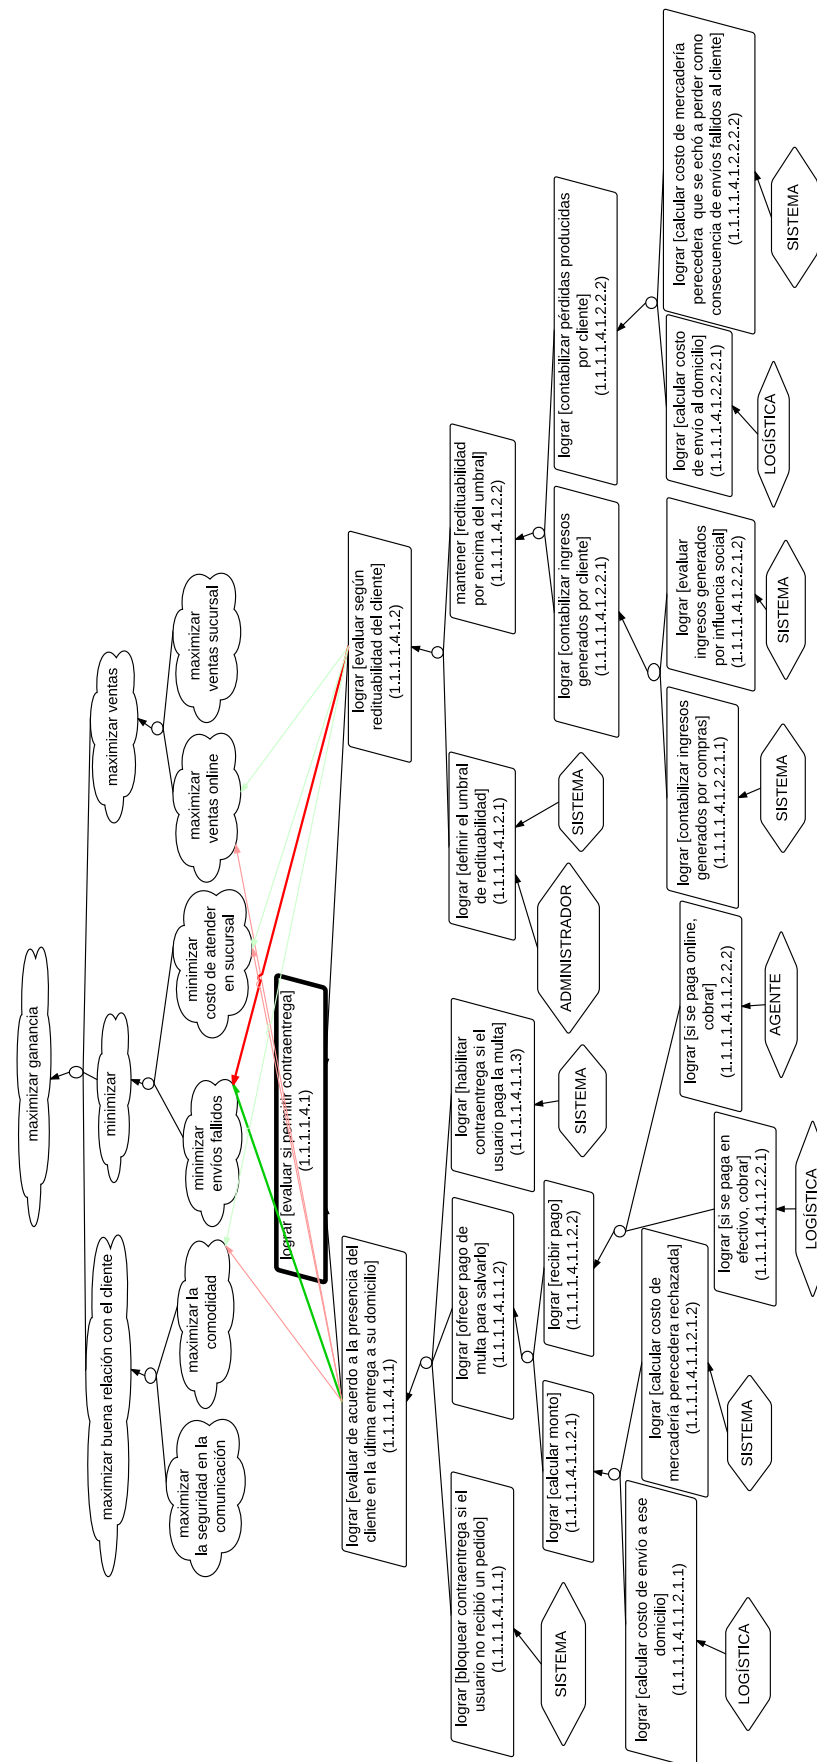 maximizar ganancia
maximizar buena relación con el cliente
minimizar
maximizar ventas
maximizar
la seguridad en la
comunicación
maximizar la
comodidad
minimizar
envíos fallidos
minimizar
costo de atender
en sucursal
maximizar
ventas online
maximizar
ventas sucursal
lograr [evaluar si permitir contraentrega]
(1.1.1.1.4.1)
lograr [evaluar de acuerdo a la presencia del
cliente en la última entrega a su domicilio]
(1.1.1.1.4.1.1)
lograr [evaluar según
redituabilidad del cliente]
(1.1.1.1.4.1.2)
lograr [bloquear contraentrega si el
usuario no recibió un pedido]
(1.1.1.1.4.1.1.1)
lograr [ofrecer pago de
multa para salvarlo]
(1.1.1.1.4.1.1.2)
lograr [habilitar
contraentrega si el
usuario paga la multa]
(1.1.1.1.4.1.1.3)
lograr [definir el umbral
de redituabilidad]
(1.1.1.1.4.1.2.1)
mantener [redituabilidad
por encima del umbral]
(1.1.1.1.4.1.2.2)
SISTEMA
lograr [calcular monto]
(1.1.1.1.4.1.1.2.1)
lograr [recibir pago]
(1.1.1.1.4.1.1.2.2)
SISTEMA
ADMINISTRADOR
SISTEMA
lograr [contabilizar ingresos
generados por cliente]
(1.1.1.1.4.1.2.2.1)
lograr [contabilizar pérdidas producidas
por cliente]
(1.1.1.1.4.1.2.2.2)
lograr [calcular costo de envío a ese
domicilio]
(1.1.1.1.4.1.1.2.1.1)
lograr [calcular costo de
mercadería perecedera rechazada]
(1.1.1.1.4.1.1.2.1.2)
lograr [si se paga en
efectivo, cobrar]
(1.1.1.1.4.1.1.2.2.1)
lograr [si se paga online,
cobrar]
(1.1.1.1.4.1.1.2.2.2)
lograr [contabilizar ingresos
generados por compras]
(1.1.1.1.4.1.2.2.1.1)
lograr [evaluar
ingresos generados
por influencia social]
(1.1.1.1.4.1.2.2.1.2)
lograr [calcular costo
de envío al domicilio]
(1.1.1.1.4.1.2.2.2.1)
lograr [calcular costo de mercadería
perecedera  que se echó a perder como
consecuencia de envíos fallidos al cliente]
(1.1.1.1.4.1.2.2.2.2)
LOGÍSTICA
SISTEMA
LOGÍSTICA
AGENTE
SISTEMA
SISTEMA
LOGÍSTICA
SISTEMA